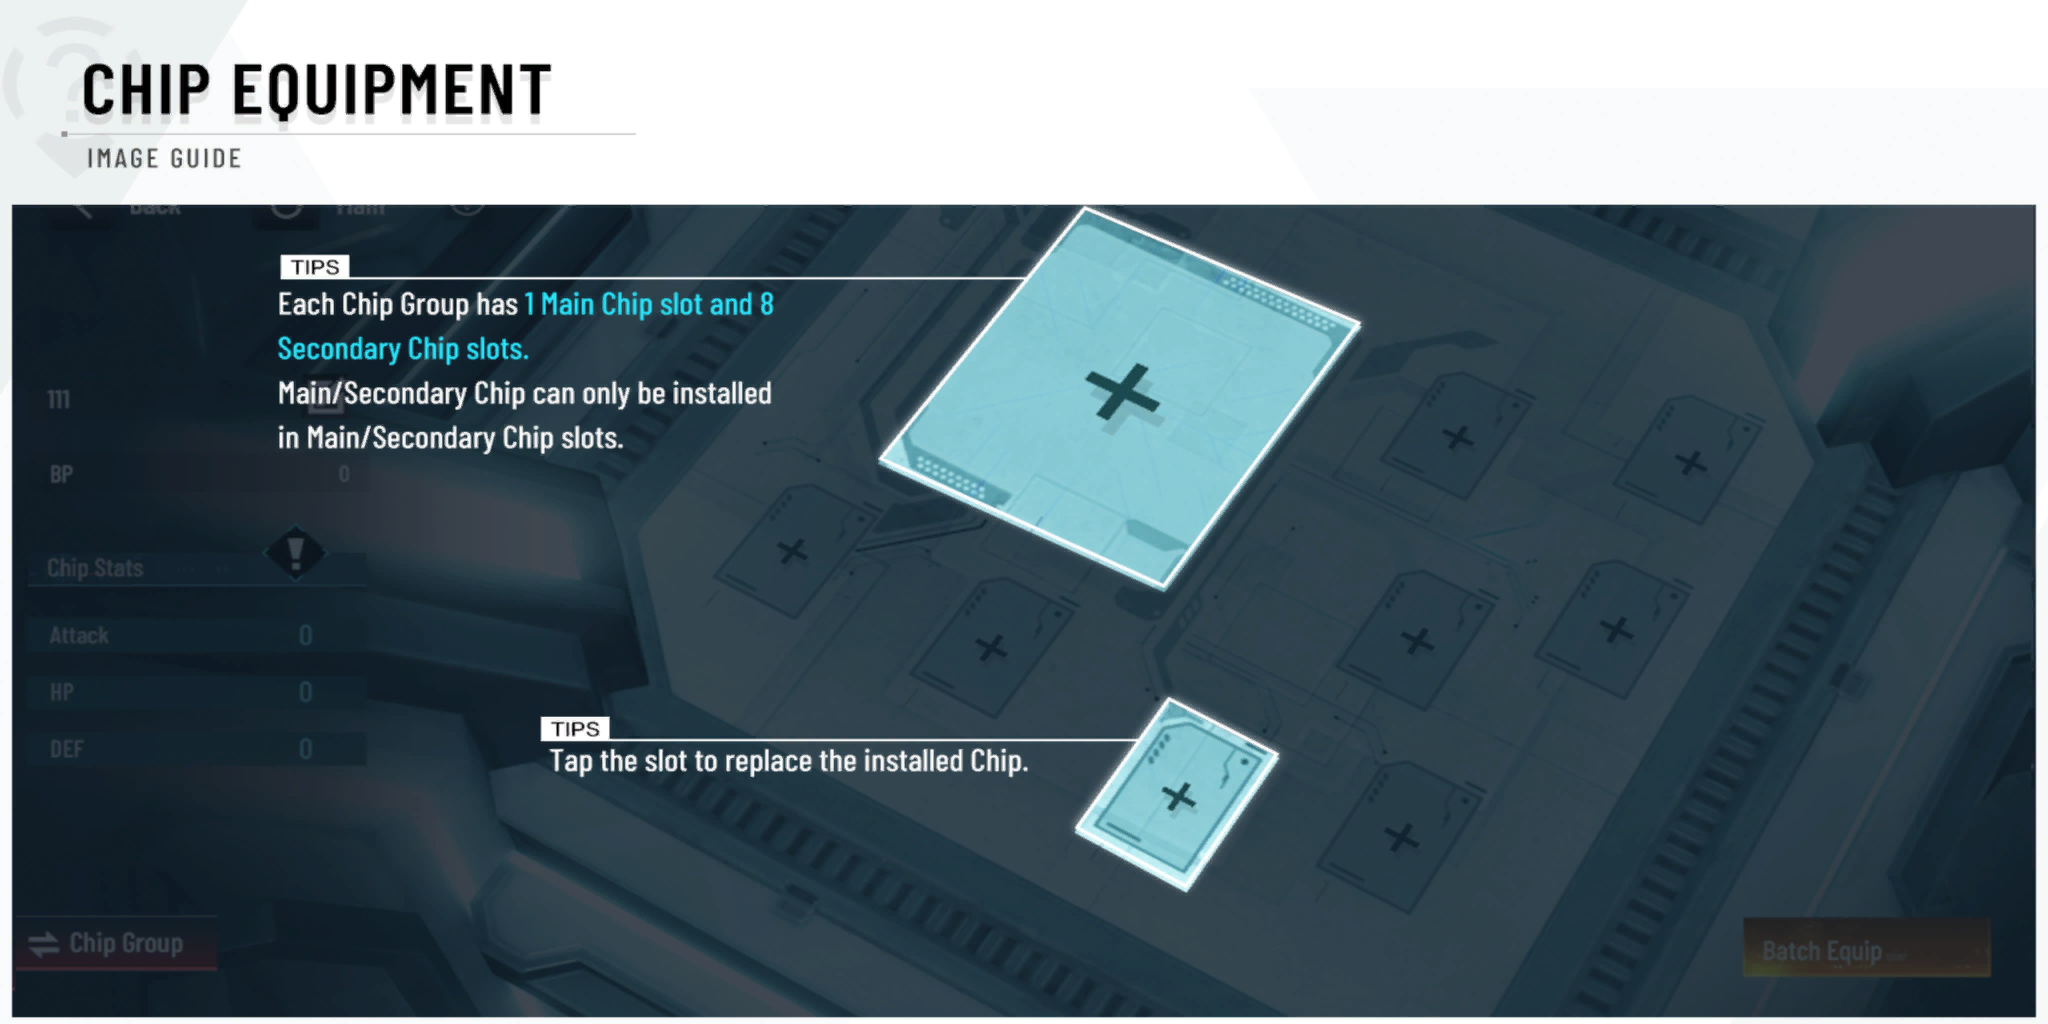 CHIP EQUIPMENT
IMAGE GUIDE
Back
Main
TIPS
Each Chip Group has 1 Main Chip slot and 8
Secondary Chip slots.
Main/Secondary Chip can only be installed
in Main/Secondary Chip slots.
111
BP 0
Chip Stats
Attack 0
HP 0
DEF 0
TIPS
Tap the slot to replace the installed Chip.
Chip Group
Batch Equip